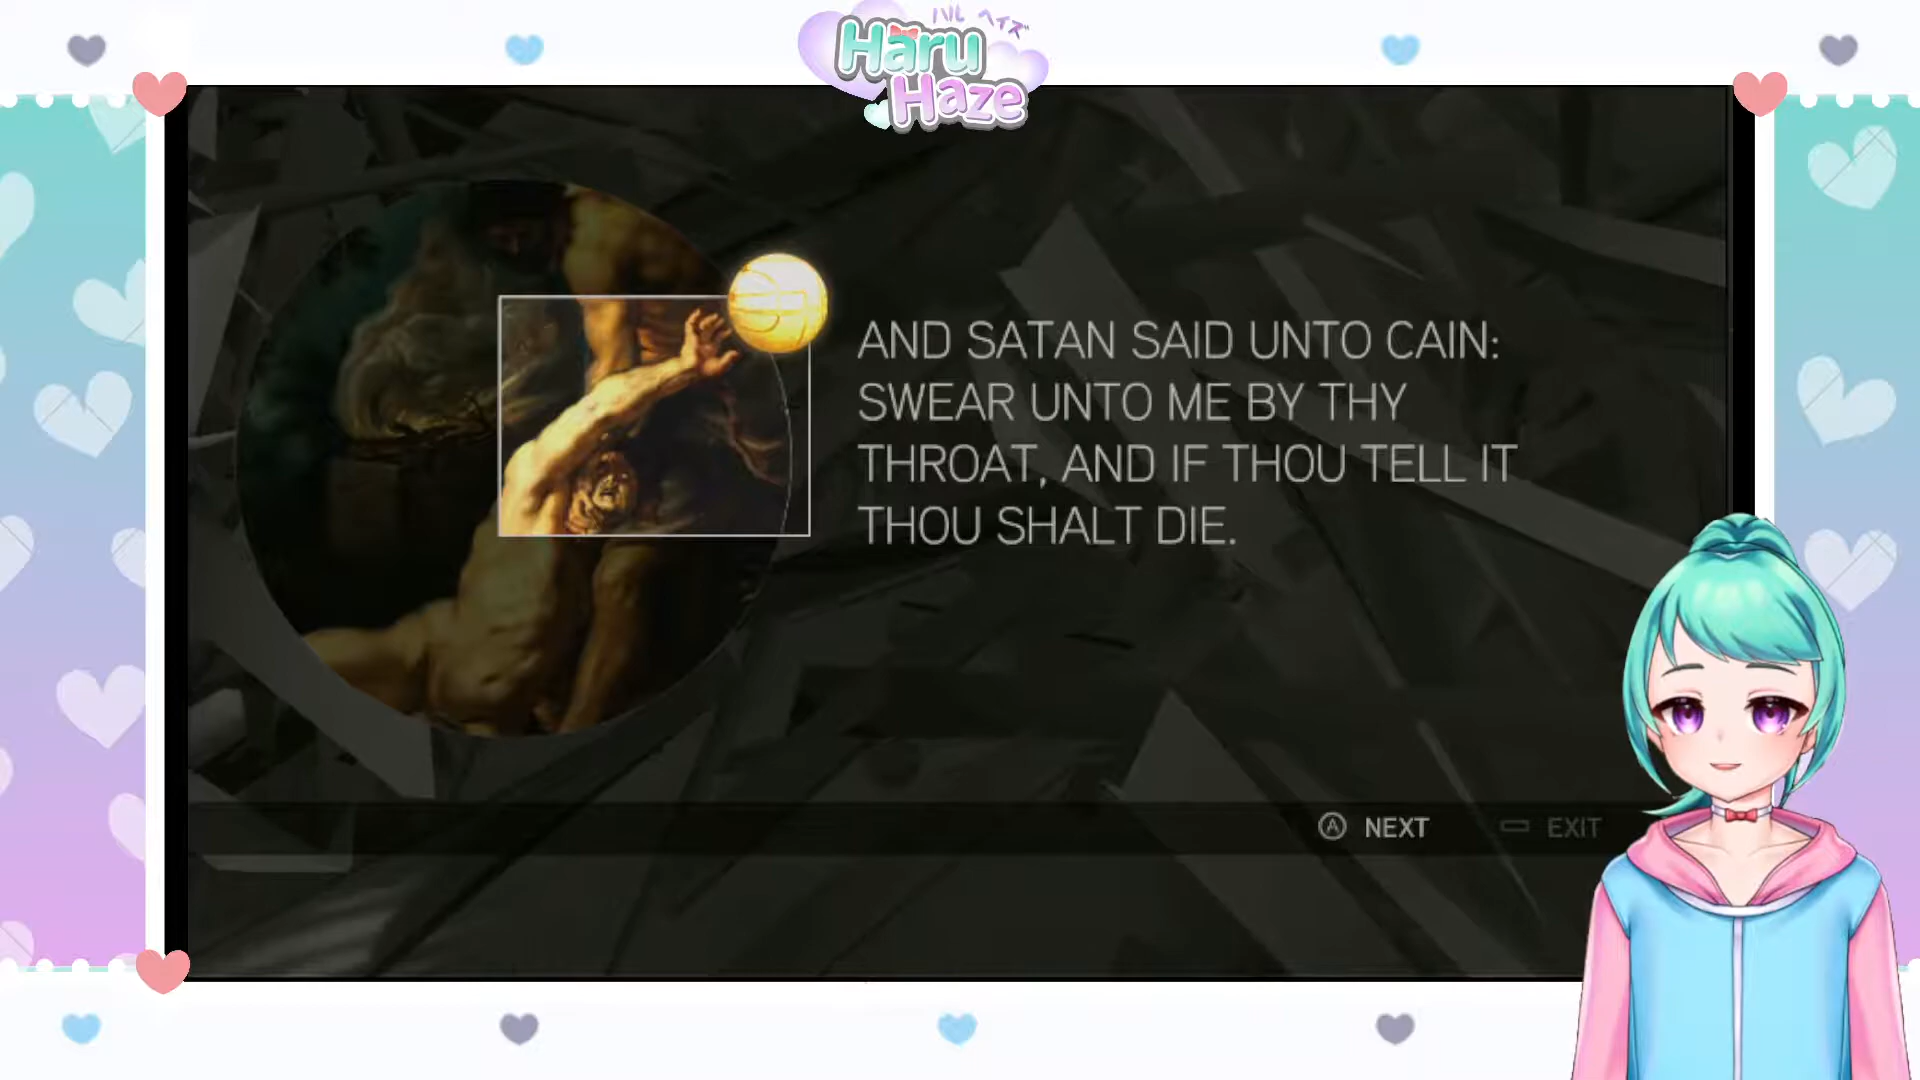 ハル ヘイズ
Haru
Haze
AND SATAN SAID UNTO CAIN:
SWEAR UNTO ME BY THY
THROAT, AND IF THOU TELL IT
THOU SHALT DIE.
A NEXT
EXIT